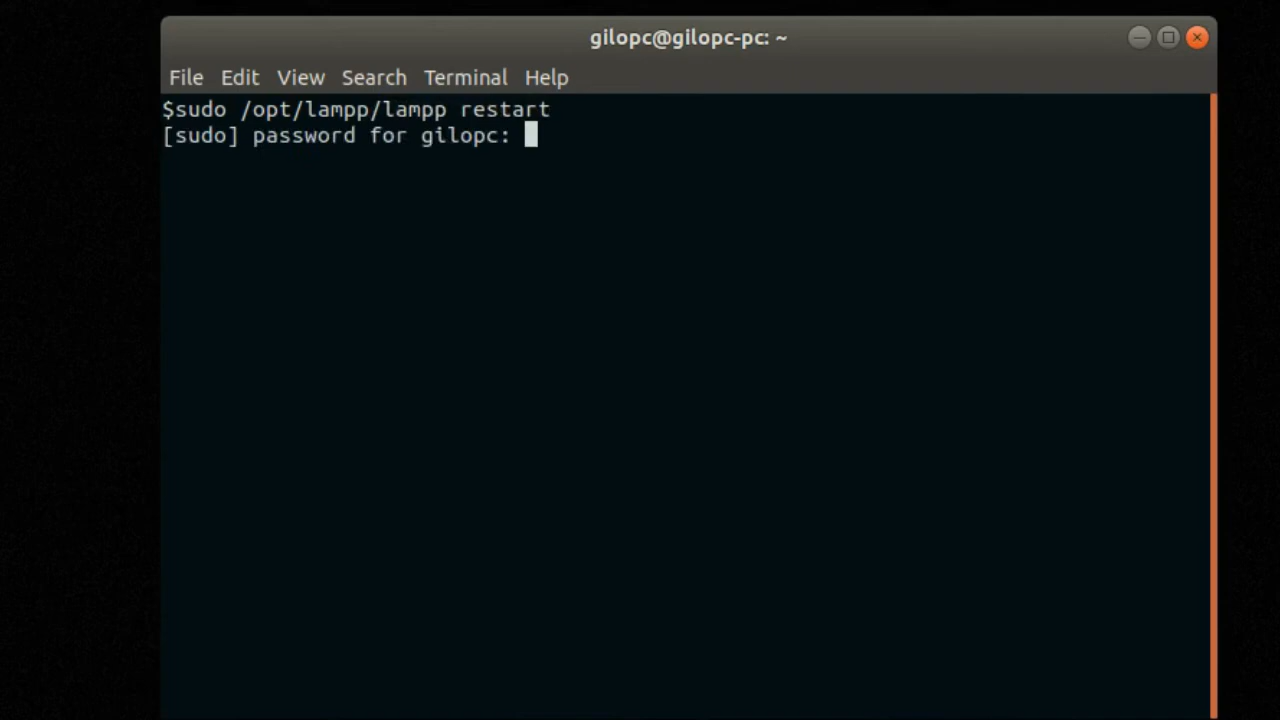 gilopc@gilopc-pc: ~
File Edit View Search Terminal Help
$sudo /opt/lampp/lampp restart
[sudo] password for gilopc: